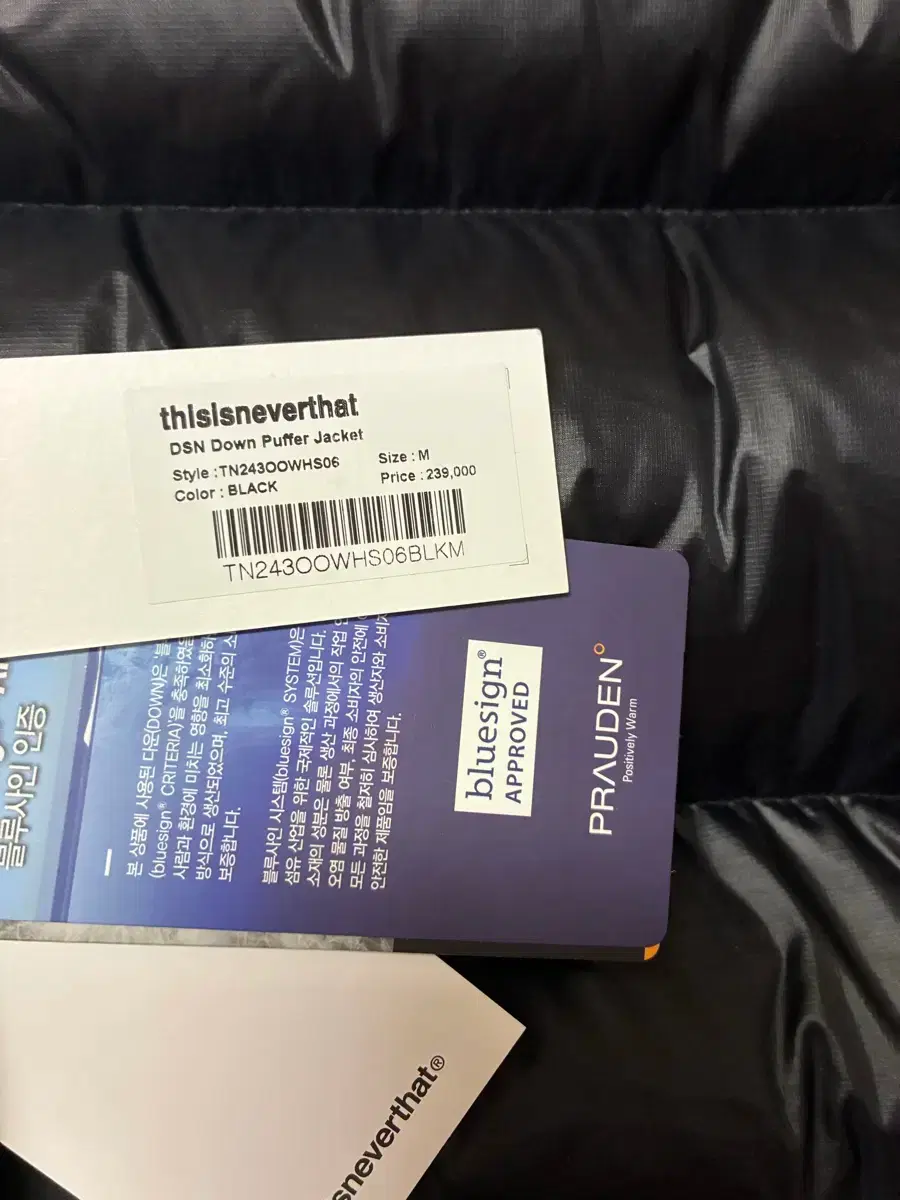 thisisneverthat
DSN Down Puffer Jacket
Style : TN243OOWHS06
Size : M
Color : BLACK
Price : 239,000
TN243OOWHS06BLKM
블루사인 인증
본 상품에 사용된 다운(DOWN)은 '블
(bluesign® CRITERIA)'을 충족하였음
사람과 환경에 미치는 영향을 최소화하
방식으로 생산되었으며, 최고 수준의 소
보증합니다.
블루사인 시스템(bluesign® SYSTEM)은
섬유 산업을 위한 국제적인 솔루션입니다.
소재의 성분은 물론 생산 과정에서의 작업
오염 물질 방출 여부, 최종 소비자의 안전에
모든 과정을 철저히 심사하여 생산자와 소비자
안전한 제품임을 보증합니다.
bluesign®
APPROVED
PRAUDEN
Positively Warm
sneverthat®